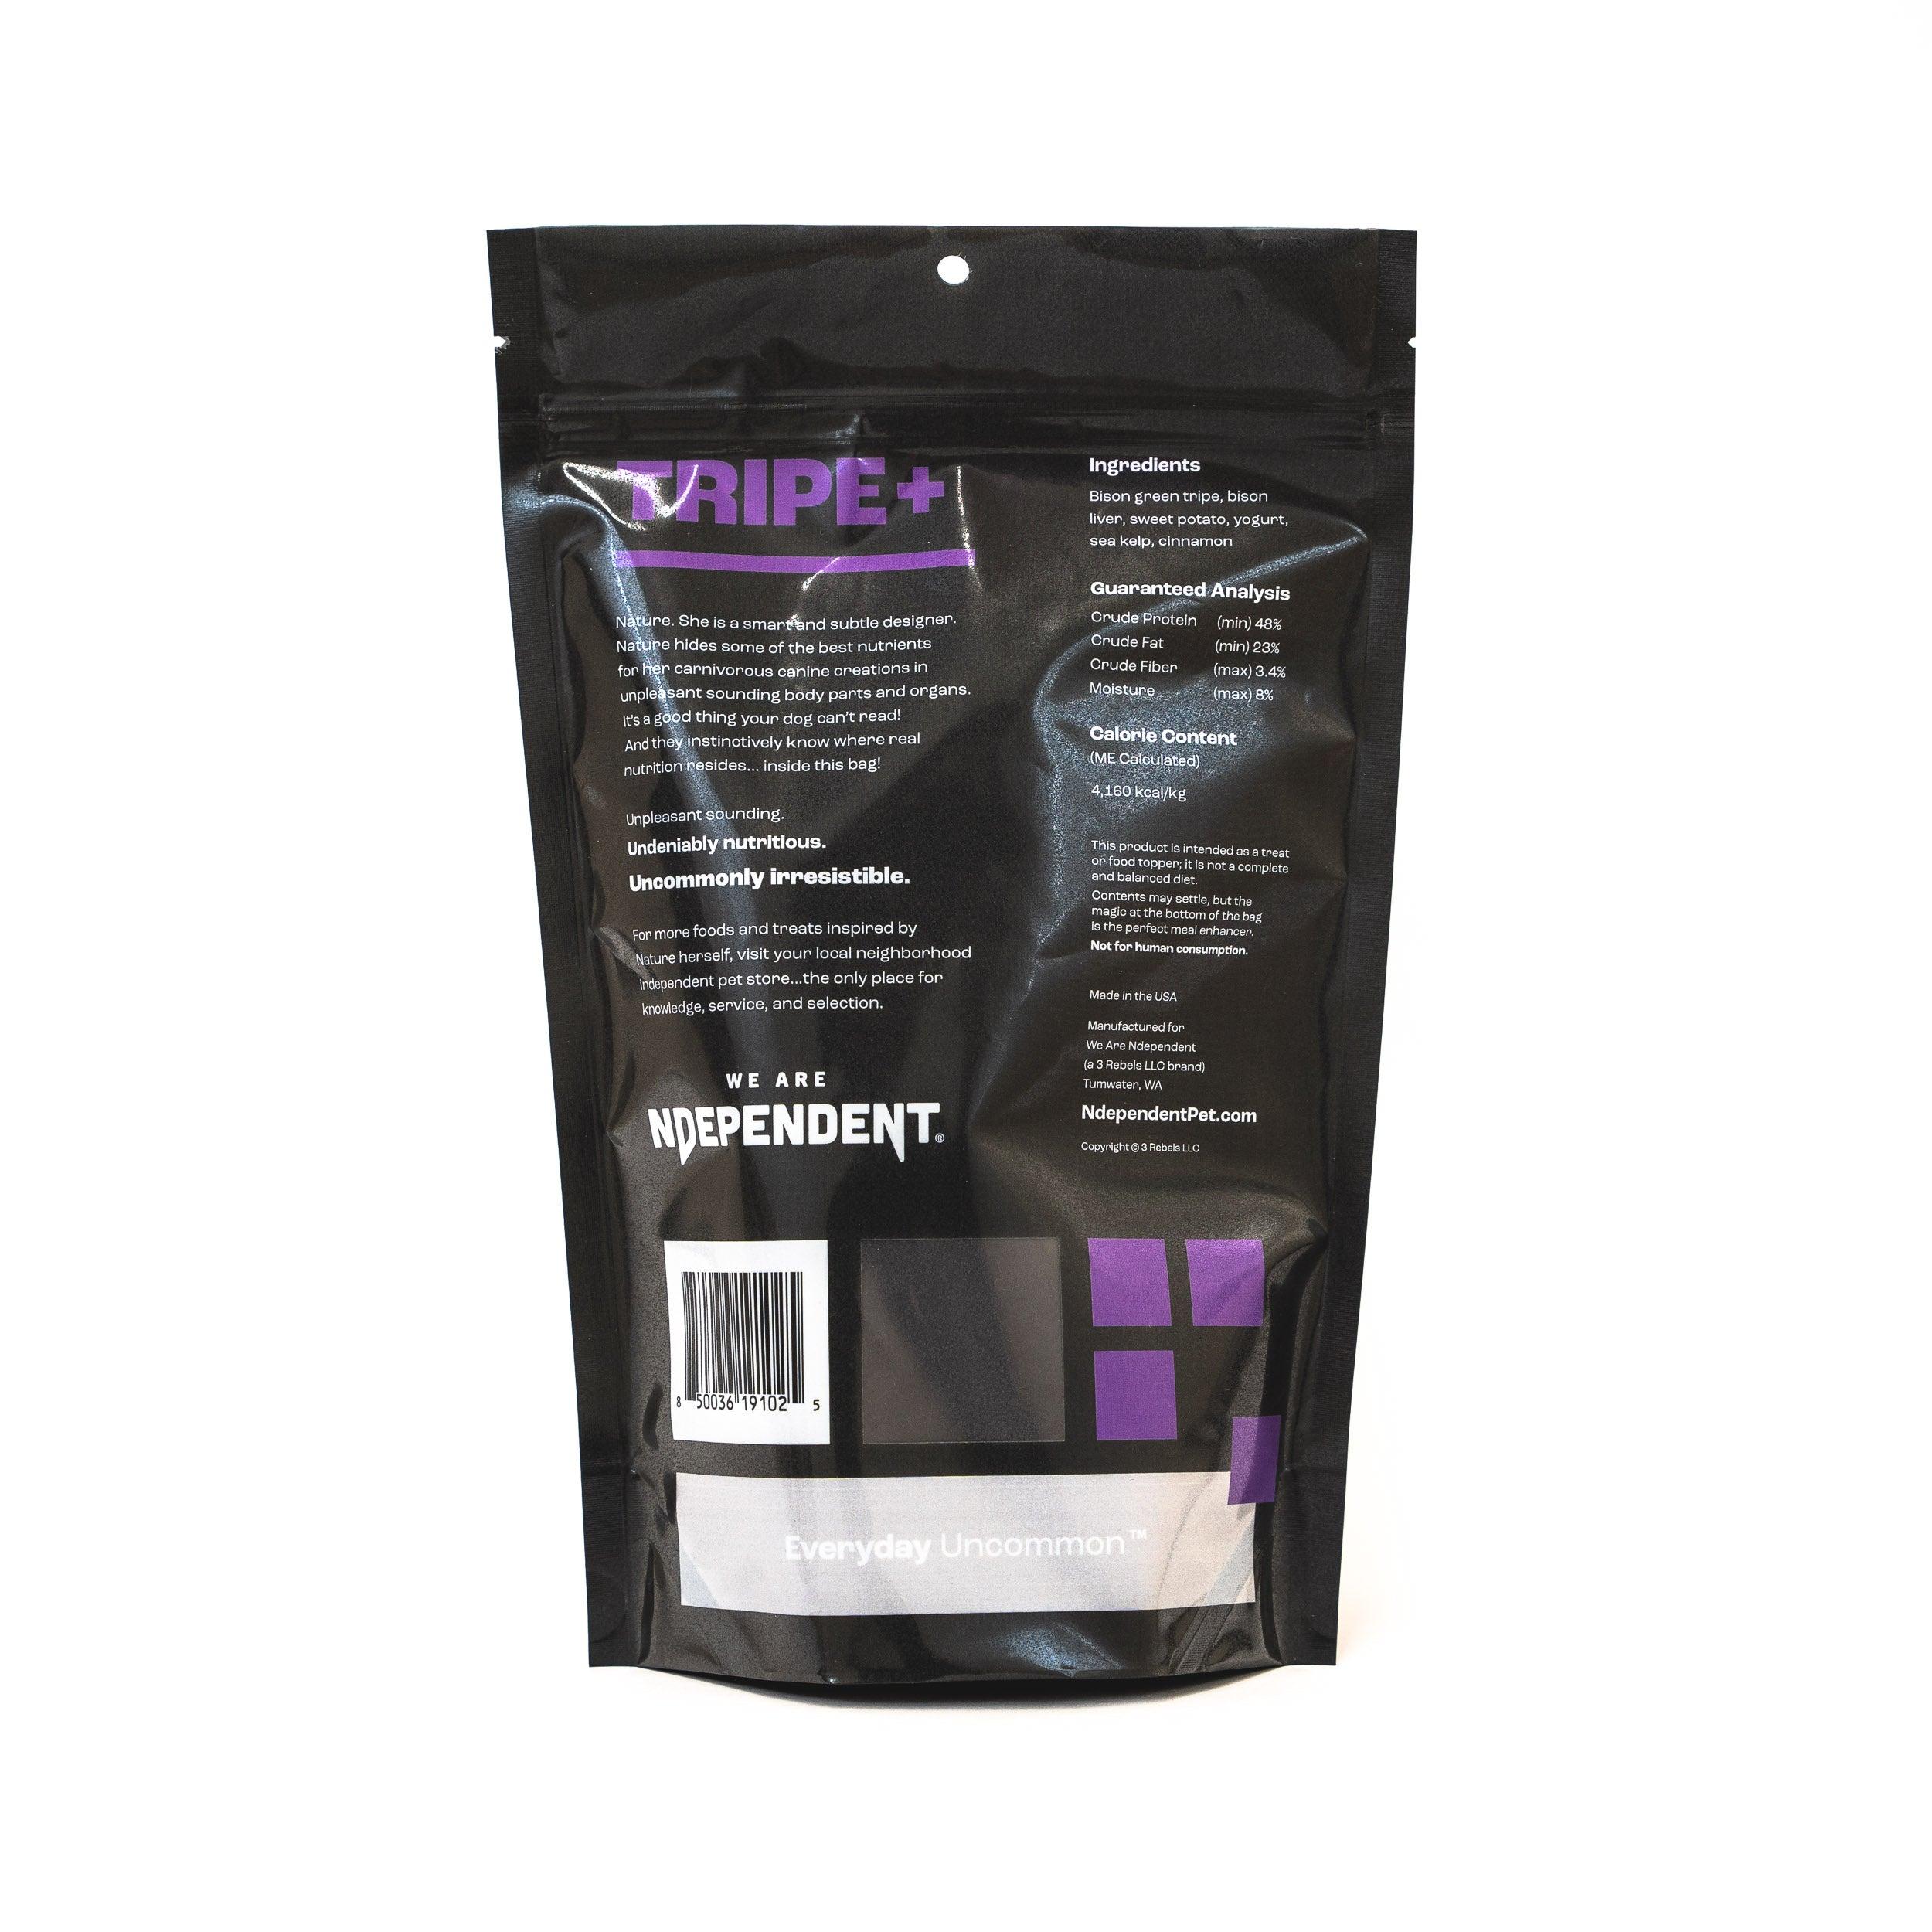 TRIPE+
Nature. She is a smart and subtle designer.
Nature hides some of the best nutrients
for her carnivorous canine creations in
unpleasant sounding body parts and organs.
It's a good thing your dog can't read!
And they instinctively know where real
nutrition resides... inside this bag!
Unpleasant sounding.
Undeniably nutritious.
Uncommonly irresistible.
For more foods and treats inspired by
Nature herself, visit your local neighborhood
independent pet store...the only place for
knowledge, service, and selection.
WE ARE
NDEPENDENT®
Ingredients
Bison green tripe, bison
liver, sweet potato, yogurt,
sea kelp, cinnamon
Guaranteed Analysis
Crude Protein (min) 48%
Crude Fat (min) 23%
Crude Fiber (max) 3.4%
Moisture (max) 8%
Calorie Content
(ME Calculated)
4,160 kcal/kg
This product is intended as a treat
or food topper; it is not a complete
and balanced diet.
Contents may settle, but the
magic at the bottom of the bag
is the perfect meal enhancer.
Not for human consumption.
Made in the USA
Manufactured for
We Are Ndependent
(a 3 Rebels LLC brand)
Tumwater, WA
NdependentPet.com
Copyright © 3 Rebels LLC
8 50036 19102 5
Everyday Uncommon™